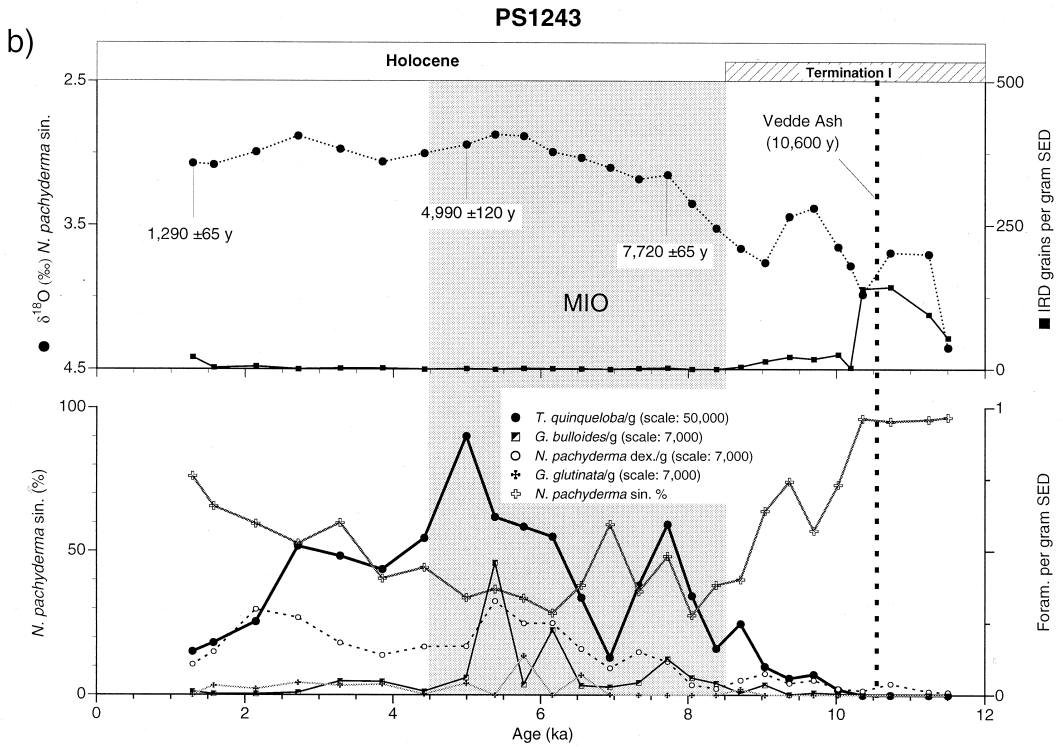 PS1243
b)
Holocene
Termination I
2.5
3.5
4.5
500
250
0
δ¹⁸O (‰) N. pachyderma sin.
IRD grains per gram SED
Vedde Ash
(10,600 y)
1,290 ±65 y
4,990 ±120 y
7,720 ±65 y
MIO
T. quinqueloba/g (scale: 50,000)
G. bulloides/g (scale: 7,000)
N. pachyderma dex./g (scale: 7,000)
G. glutinata/g (scale: 7,000)
N. pachyderma sin. %
100
50
0
1
0
N. pachyderma sin. (%)
Foram. per gram SED
0 2 4 6 8 10 12
Age (ka)